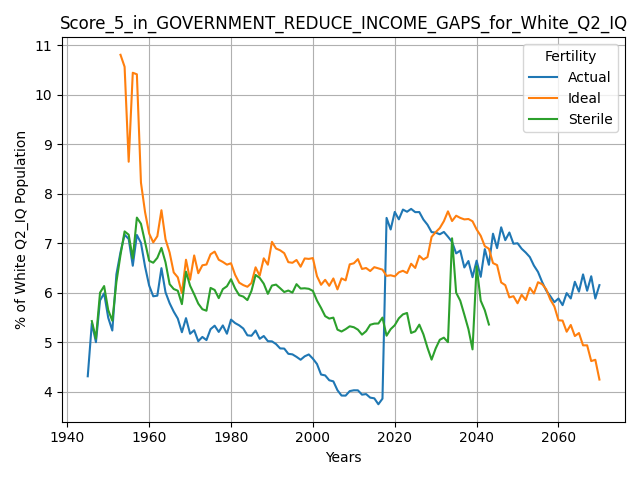 Score_5_in_GOVERNMENT_REDUCE_INCOME_GAPS_for_White_Q2_IQ
% of White Q2_IQ Population
11
10
9
8
7
6
5
4
Fertility
Actual
Ideal
Sterile
1940 1960 1980 2000 2020 2040 2060
Years